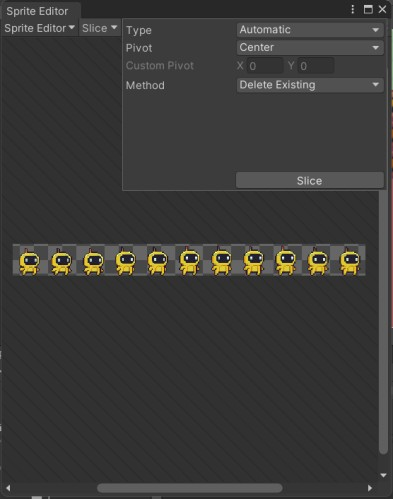 Sprite Editor
Sprite Editor Slice
Type Automatic
Pivot Center
Custom Pivot X 0 Y 0
Method Delete Existing
Slice